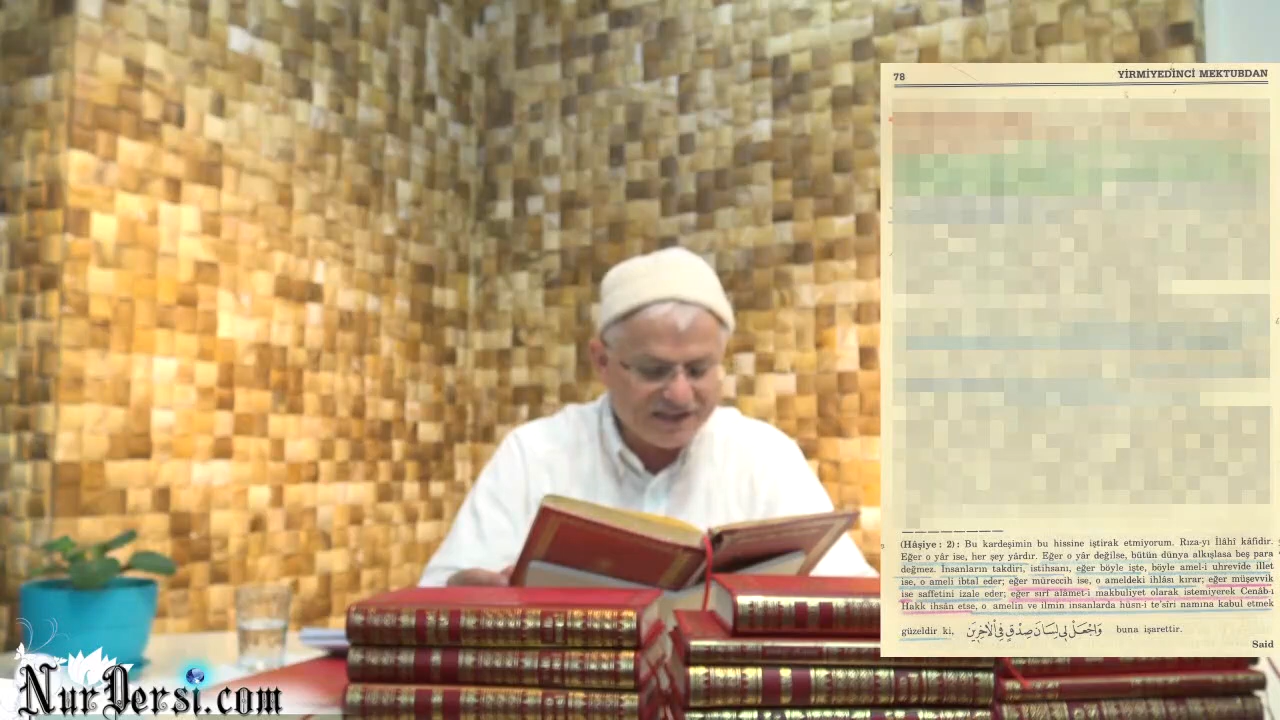 78 YİRMİYEDİNCİ MEKTUBDAN
(Hâşiye : 2) : Bu kardeşimin bu hissine iştirak etmiyorum. Rıza-yı İlâhî kâfidir.
Eğer o yâr ise, her şey yârdır. Eğer o yâr değilse, bütün dünya alkışlasa beş para
değmez. İnsanların takdiri, istihsanı, eğer böyle işte, böyle amel-i uhrevîde illet
ise, o ameli ibtal eder; eğer müreccih ise, o ameldeki ihlâsı kırar; eğer müşevvik
ise saffetini izale eder; eğer sırf alâmet-i makbuliyet olarak istemiyerek Cenâb-ı
Hakk ihsân etse, o amelin ve ilmin insanlarda hüsn-i te'sîri namına kabul etmek
güzeldir ki, وَاجْعَلْ لِى لِسَانَ صِدْقٍ فِى الْاٰخِرِينَ buna işarettir.
Said
NurDersi.com